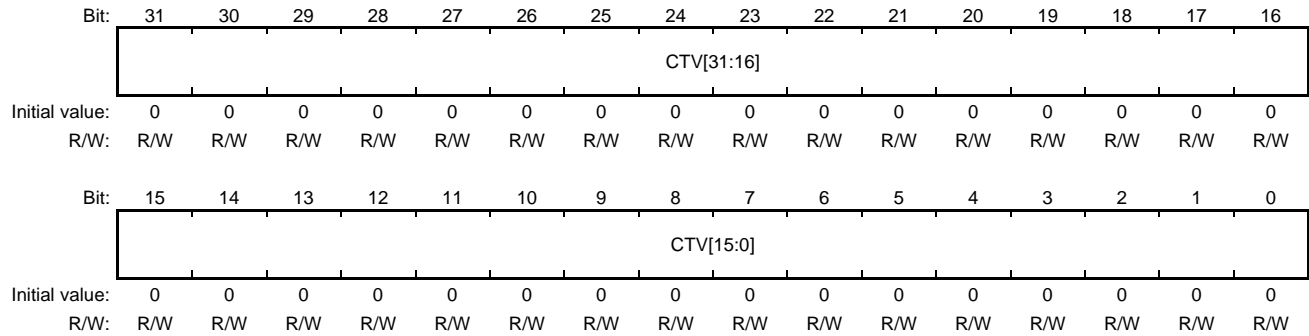 Bit: 31 30 29 28 27 26 25 24 23 22 21 20 19 18 17 16
CTV[31:16]
Initial value: 0 0 0 0 0 0 0 0 0 0 0 0 0 0 0 0
R/W: R/W R/W R/W R/W R/W R/W R/W R/W R/W R/W R/W R/W R/W R/W R/W R/W
Bit: 15 14 13 12 11 10 9 8 7 6 5 4 3 2 1 0
CTV[15:0]
Initial value: 0 0 0 0 0 0 0 0 0 0 0 0 0 0 0 0
R/W: R/W R/W R/W R/W R/W R/W R/W R/W R/W R/W R/W R/W R/W R/W R/W R/W